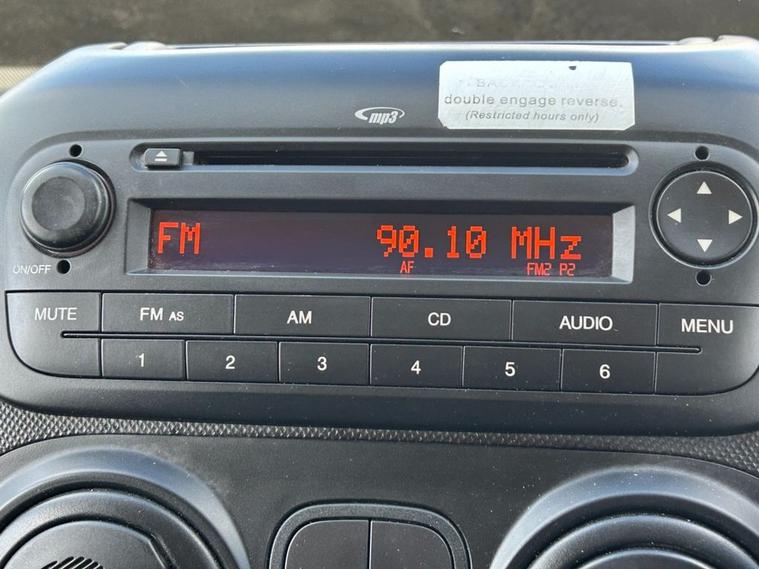 double engage reverse.
(Restricted hours only)
mp3
FM 90.10 MHz
AF FM2 P2
ON/OFF
MUTE FM AS AM CD AUDIO MENU
1 2 3 4 5 6